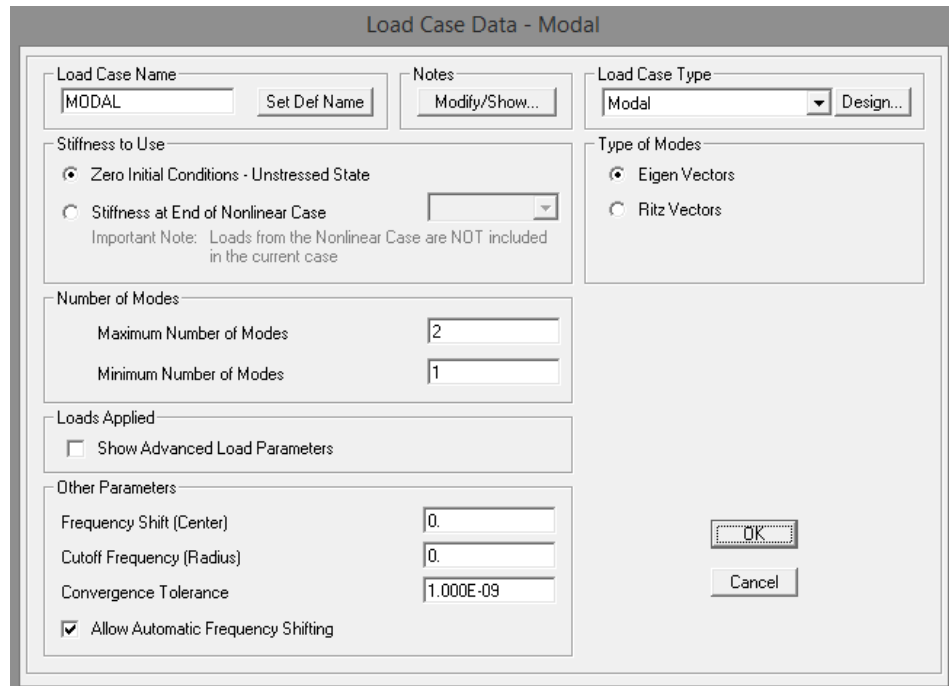 Load Case Data - Modal
Load Case Name
MODAL
Set Def Name
Notes
Modify/Show...
Load Case Type
Modal
Design...
Stiffness to Use
Zero Initial Conditions - Unstressed State
Stiffness at End of Nonlinear Case
Important Note: Loads from the Nonlinear Case are NOT included
in the current case
Type of Modes
Eigen Vectors
Ritz Vectors
Number of Modes
Maximum Number of Modes 2
Minimum Number of Modes 1
Loads Applied
Show Advanced Load Parameters
Other Parameters
Frequency Shift (Center) 0.
Cutoff Frequency (Radius) 0.
Convergence Tolerance 1.000E-09
Allow Automatic Frequency Shifting
OK
Cancel